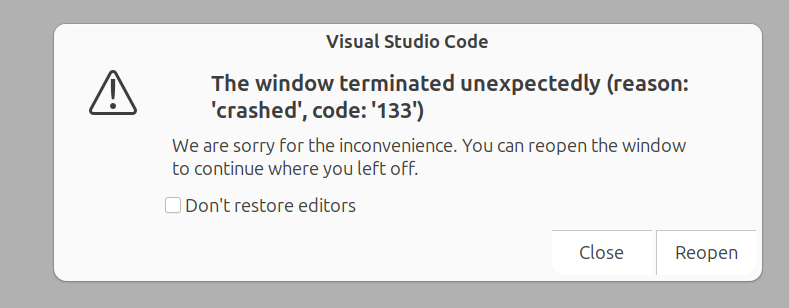 Visual Studio Code
The window terminated unexpectedly (reason:
'crashed', code: '133')
We are sorry for the inconvenience. You can reopen the window
to continue where you left off.
Don't restore editors
Close
Reopen